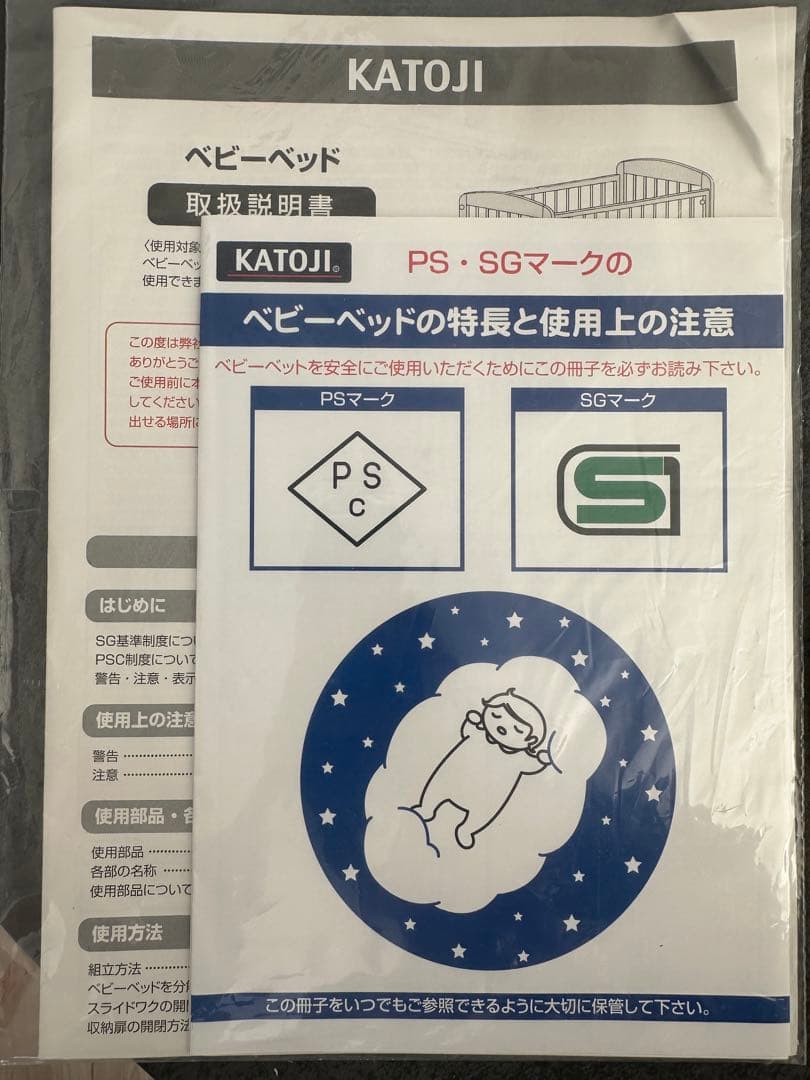 KATOJI
ベビーベッド
取扱説明書
〈使用対象
ベビーベッ
使用できま
この度は弊社
ありがとうご
ご使用前に本
してください
出せる場所に
KATOJI®
PS・SGマークの
ベビーベッドの特長と使用上の注意
ベビーベットを安全にご使用いただくためにこの冊子を必ずお読み下さい。
PSマーク
SGマーク
P S
C
SG
はじめに
SG基準制度につい
PSC制度について
警告・注意・表示
使用上の注意
警告
注意
使用部品・各
使用部品
各部の名称
使用部品について
使用方法
組立方法
ベビーベッドを分解
スライドワクの開
収納扉の開閉方法
この冊子をいつでもご参照できるように大切に保管して下さい。